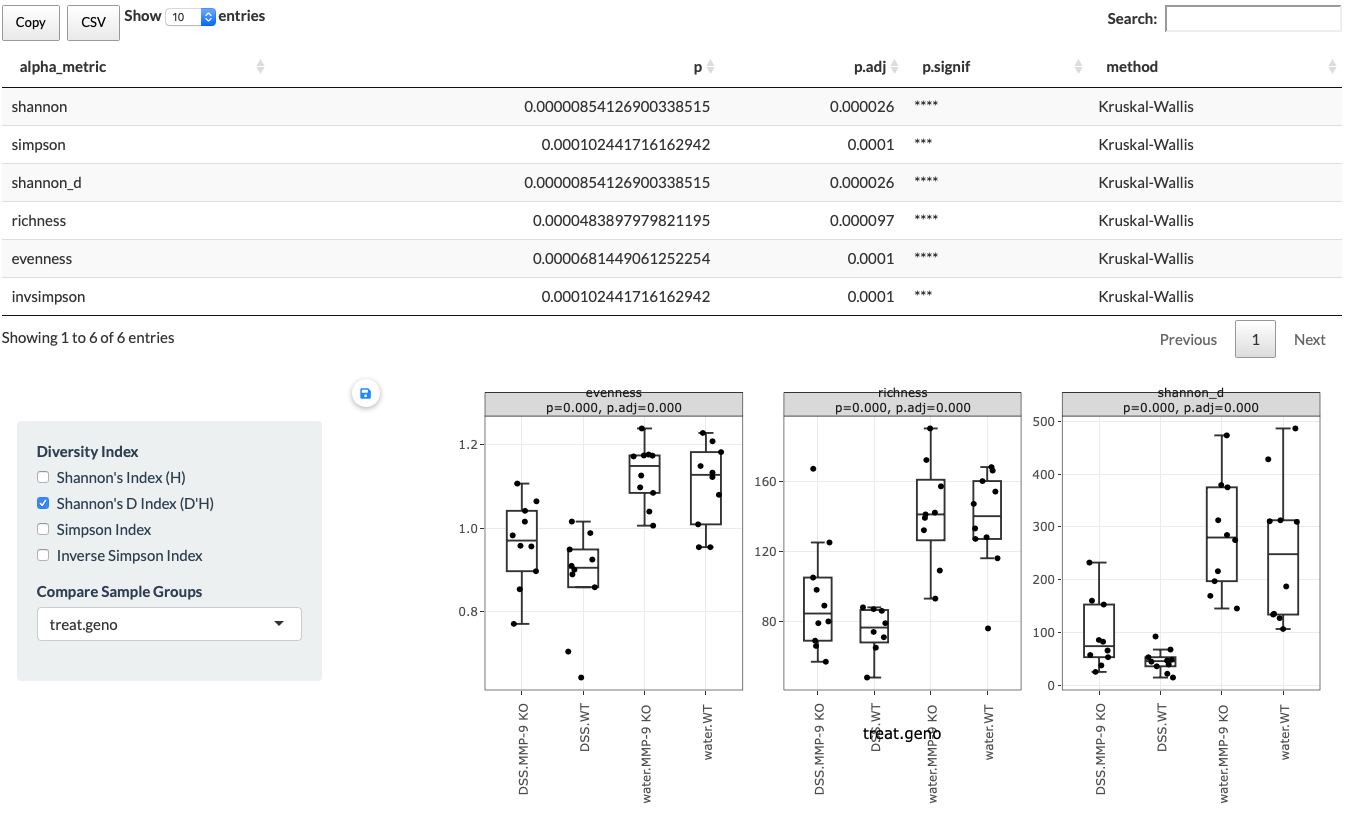 Copy CSV Show 10 entries Search:
alpha_metric p p.adj p.signif method
shannon 0.00000854126900338515 0.000026 **** Kruskal-Wallis
simpson 0.000102441716162942 0.0001 *** Kruskal-Wallis
shannon_d 0.00000854126900338515 0.000026 **** Kruskal-Wallis
richness 0.0000483897979821195 0.000097 **** Kruskal-Wallis
evenness 0.0000681449061252254 0.0001 **** Kruskal-Wallis
invsimpson 0.000102441716162942 0.0001 *** Kruskal-Wallis
Showing 1 to 6 of 6 entries Previous 1 Next
Diversity Index
Shannon's Index (H)
Shannon's D Index (D'H)
Simpson Index
Inverse Simpson Index
Compare Sample Groups
treat.geno
evenness
p=0.000, p.adj=0.000
1.2
1.0
0.8
DSS.MMP-9 KO
DSS.WT
water.MMP-9 KO
water.WT
richness
p=0.000, p.adj=0.000
160
120
80
DSS.MMP-9 KO
DSS.WT
water.MMP-9 KO
water.WT
shannon_d
p=0.000, p.adj=0.000
500
400
300
200
100
0
DSS.MMP-9 KO
DSS.WT
water.MMP-9 KO
water.WT
treat.geno